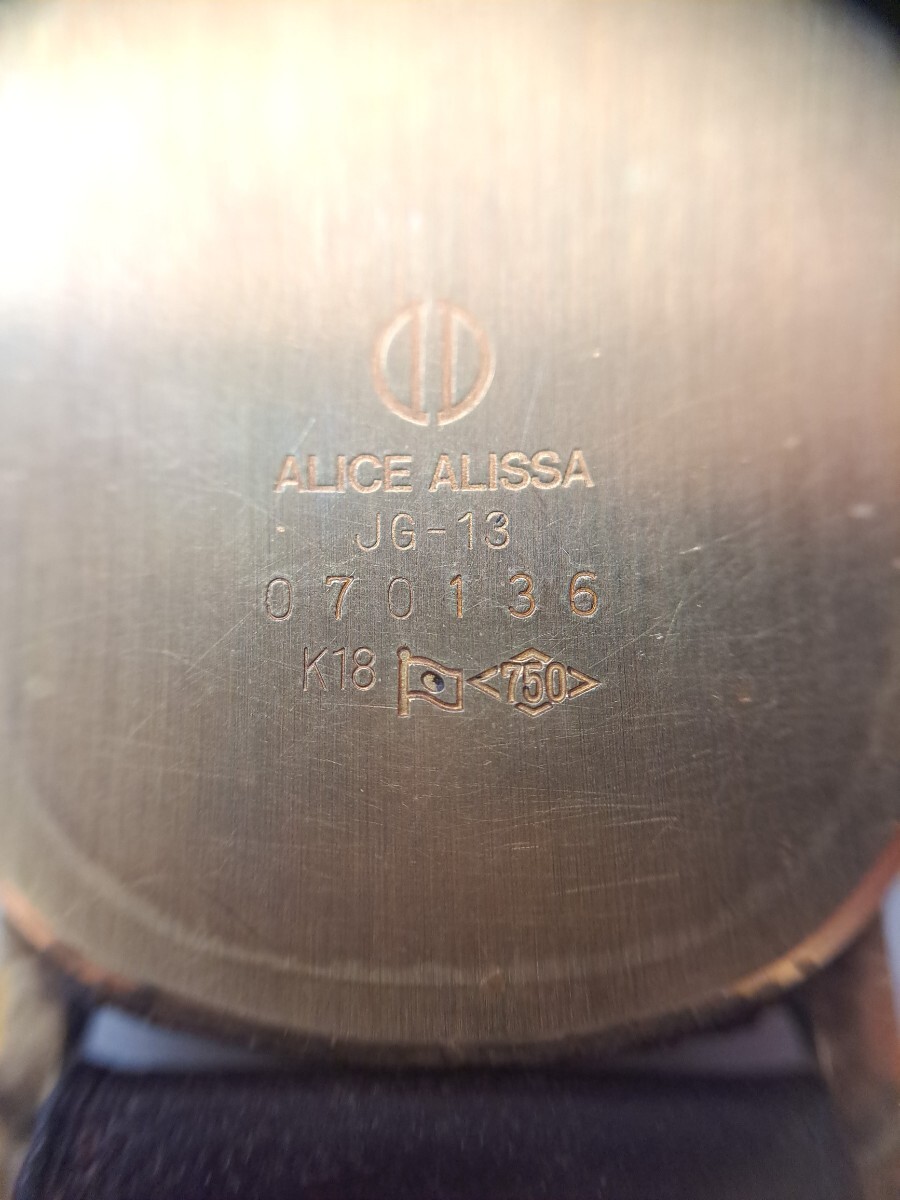 ALICE ALISSA
JG-13
070136
K18 <750>